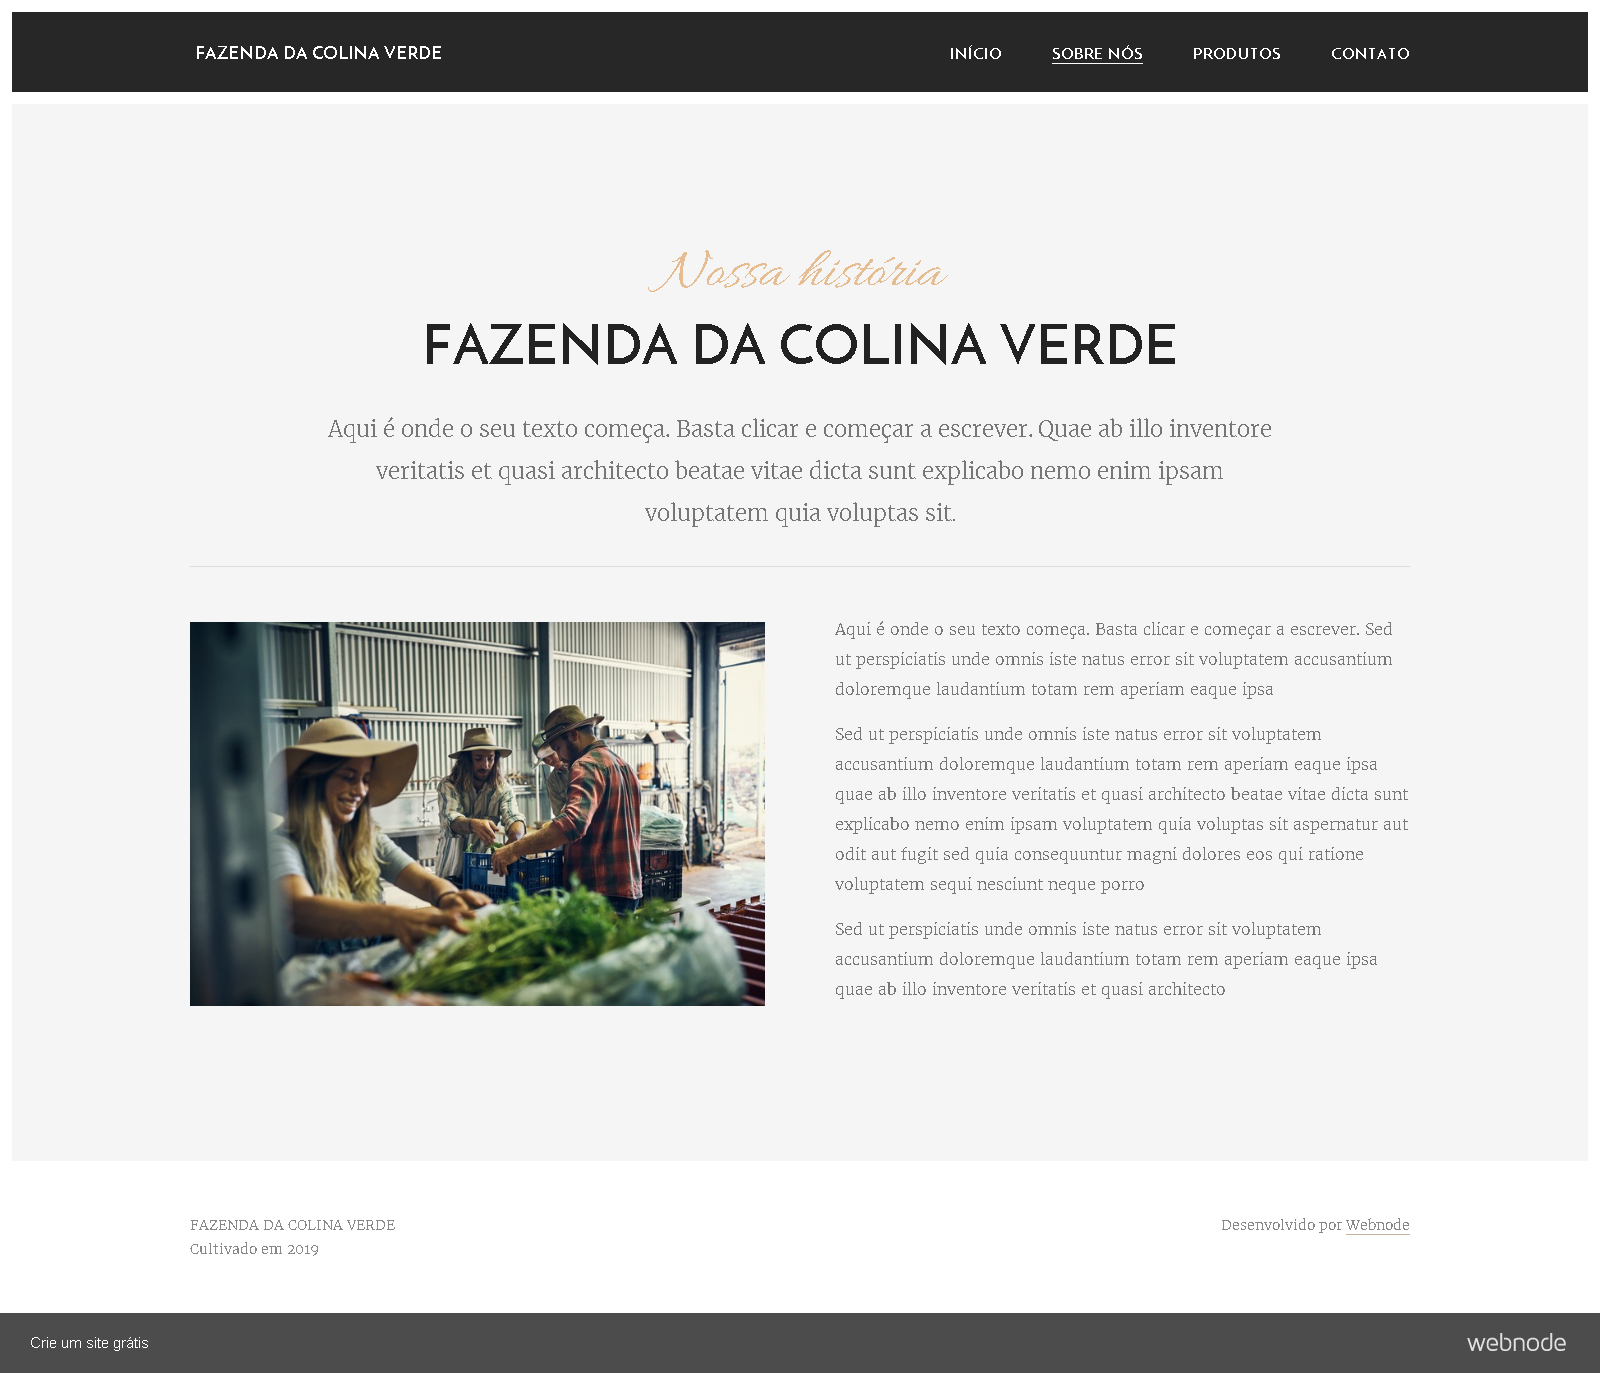 FAZENDA DA COLINA VERDE
INÍCIO SOBRE NÓS PRODUTOS CONTATO
Nossa história
FAZENDA DA COLINA VERDE
Aqui é onde o seu texto começa. Basta clicar e começar a escrever. Quae ab illo inventore
veritatis et quasi architecto beatae vitae dicta sunt explicabo nemo enim ipsam
voluptatem quia voluptas sit.
Aqui é onde o seu texto começa. Basta clicar e começar a escrever. Sed
ut perspiciatis unde omnis iste natus error sit voluptatem accusantium
doloremque laudantium totam rem aperiam eaque ipsa
Sed ut perspiciatis unde omnis iste natus error sit voluptatem
accusantium doloremque laudantium totam rem aperiam eaque ipsa
quae ab illo inventore veritatis et quasi architecto beatae vitae dicta sunt
explicabo nemo enim ipsam voluptatem quia voluptas sit aspernatur aut
odit aut fugit sed quia consequuntur magni dolores eos qui ratione
voluptatem sequi nesciunt neque porro
Sed ut perspiciatis unde omnis iste natus error sit voluptatem
accusantium doloremque laudantium totam rem aperiam eaque ipsa
quae ab illo inventore veritatis et quasi architecto
FAZENDA DA COLINA VERDE
Cultivado em 2019
Desenvolvido por Webnode
Crie um site grátis
webnode